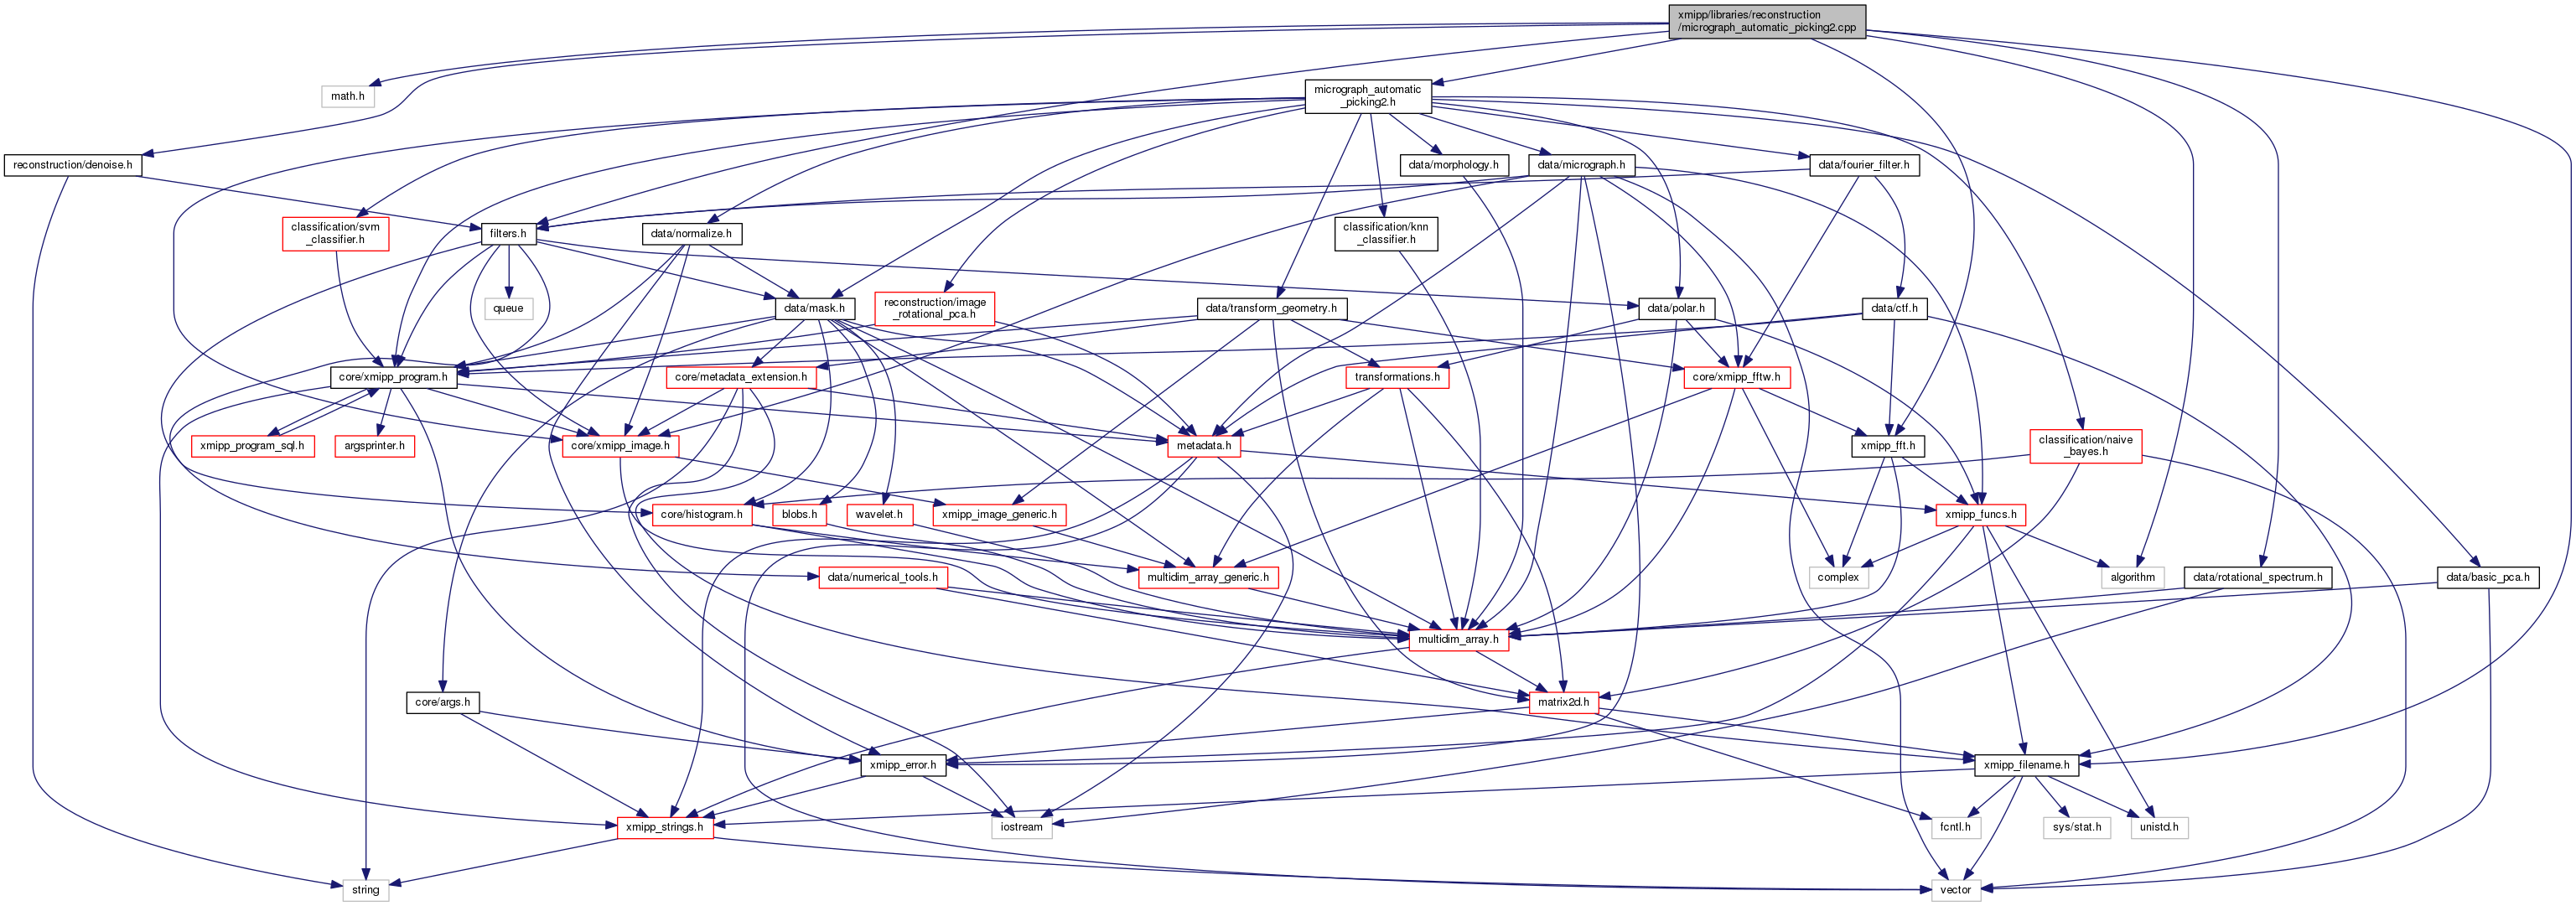 xmipp/libraries/reconstruction
/micrograph_automatic_picking2.cpp
math.h
micrograph_automatic
_picking2.h
reconstruction/denoise.h
data/morphology.h
data/micrograph.h
data/fourier_filter.h
classification/svm
_classifier.h
filters.h
data/normalize.h
classification/knn
_classifier.h
queue
data/mask.h
reconstruction/image
_rotational_pca.h
data/transform_geometry.h
data/polar.h
data/ctf.h
core/xmipp_program.h
core/metadata_extension.h
transformations.h
core/xmipp_fftw.h
xmipp_program_sql.h
argsprinter.h
core/xmipp_image.h
metadata.h
xmipp_fft.h
classification/naive
_bayes.h
core/histogram.h
blobs.h
wavelet.h
xmipp_image_generic.h
xmipp_funcs.h
data/numerical_tools.h
multidim_array_generic.h
complex
algorithm
data/rotational_spectrum.h
data/basic_pca.h
multidim_array.h
core/args.h
matrix2d.h
xmipp_error.h
xmipp_filename.h
xmipp_strings.h
iostream
fcntl.h
sys/stat.h
unistd.h
string
vector